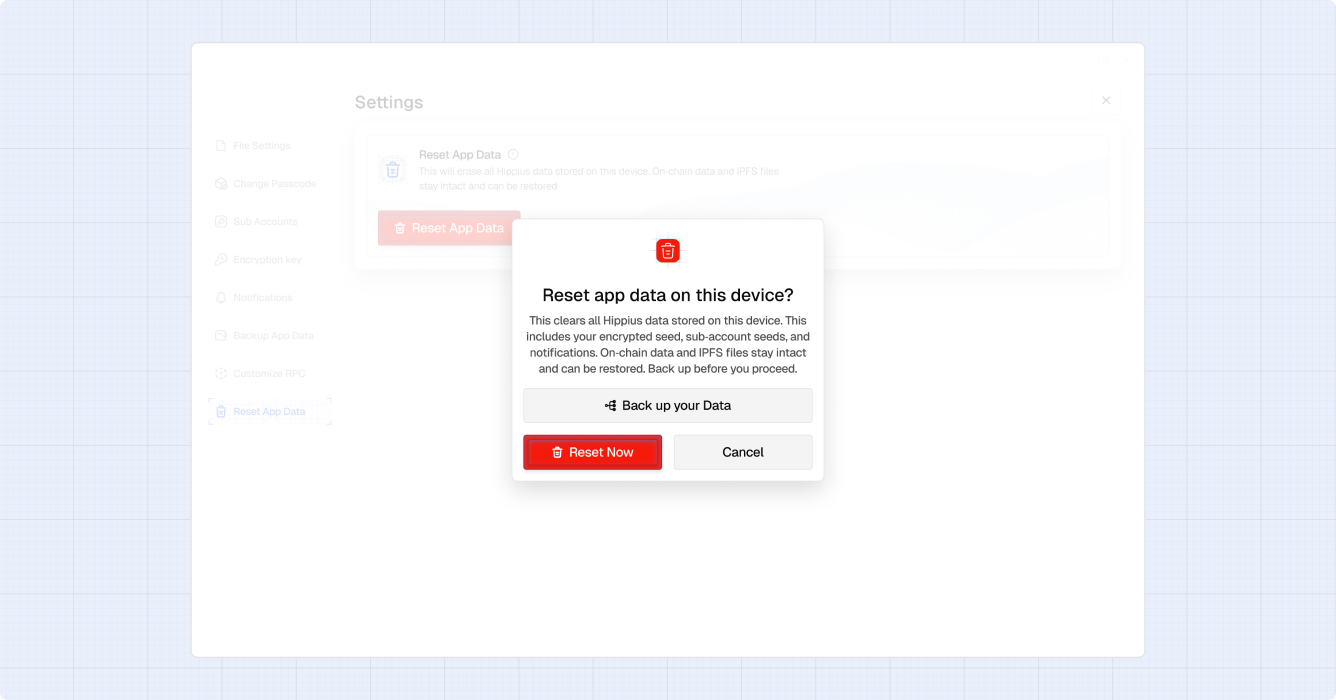 Settings
File Settings
Change Passcode
Sub Accounts
Encryption key
Notifications
Backup App Data
Customize RPC
Reset App Data
Reset App Data
This will erase all Hippius data stored on this device. On-chain data and IPFS files
stay intact and can be restored
Reset App Data
Reset app data on this device?
This clears all Hippius data stored on this device. This
includes your encrypted seed, sub-account seeds, and
notifications. On-chain data and IPFS files stay intact
and can be restored. Back up before you proceed.
Back up your Data
Reset Now
Cancel